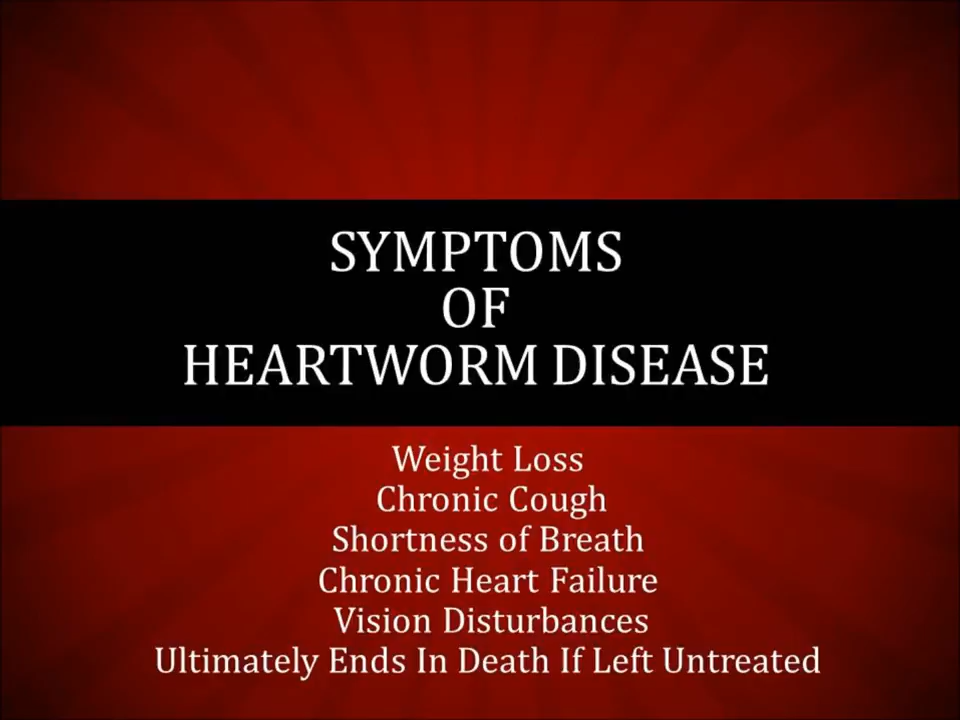 SYMPTOMS
OF
HEARTWORM DISEASE
Weight Loss
Chronic Cough
Shortness of Breath
Chronic Heart Failure
Vision Disturbances
Ultimately Ends In Death If Left Untreated